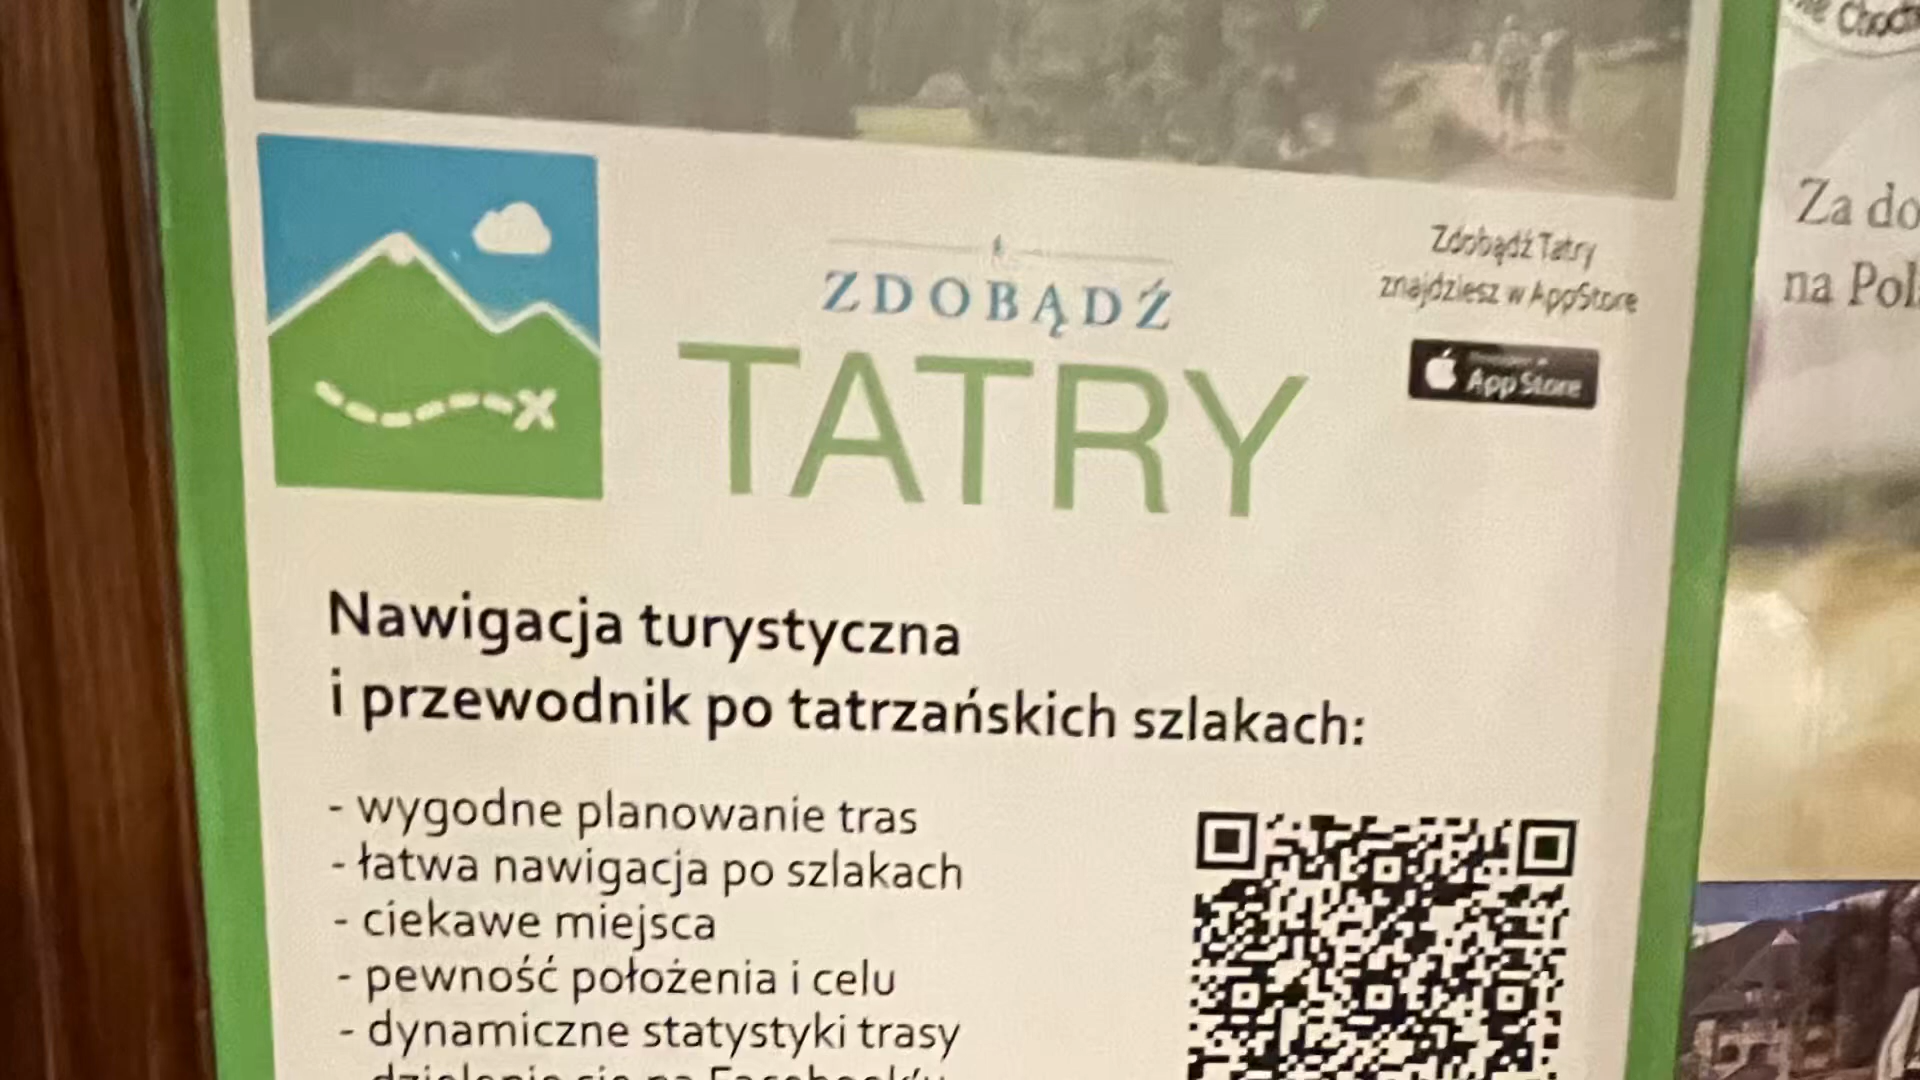 ZDOBĄDŹ
TATRY
Zdobądź Tatry
znajdziesz w AppStore
App Store
Nawigacja turystyczna
i przewodnik po tatrzańskich szlakach:
- wygodne planowanie tras
- łatwa nawigacja po szlakach
- ciekawe miejsca
- pewność położenia i celu
- dynamiczne statystyki trasy
Za do
na Pol